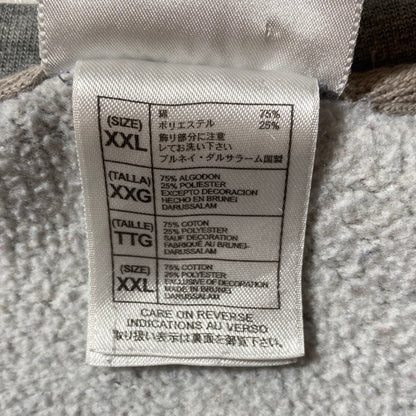 (SIZE)
XXL
綿 75%
ポリエステル 25%
飾り部分に注意
してお洗い下さい
ブルネイ・ダルサラーム国製
(TALLA)
XXG
75% ALGODON
25% POLIESTER
EXCEPTO DECORACION
HECHO EN BRUNEI
DARUSSALAM
(TAILLE)
TTG
75% COTON
25% POLYESTER
SAUF DECORATION
FABRIQUÉ AU BRUNEI-
DARUSSALAM
(SIZE)
XXL
75% COTTON
25% POLYESTER
EXCLUSIVE OF DECORATION
MADE IN BRUNEI
DARUSSALAM
CARE ON REVERSE
INDICATIONS AU VERSO
取り扱い表示は裏面を御覧下さい。